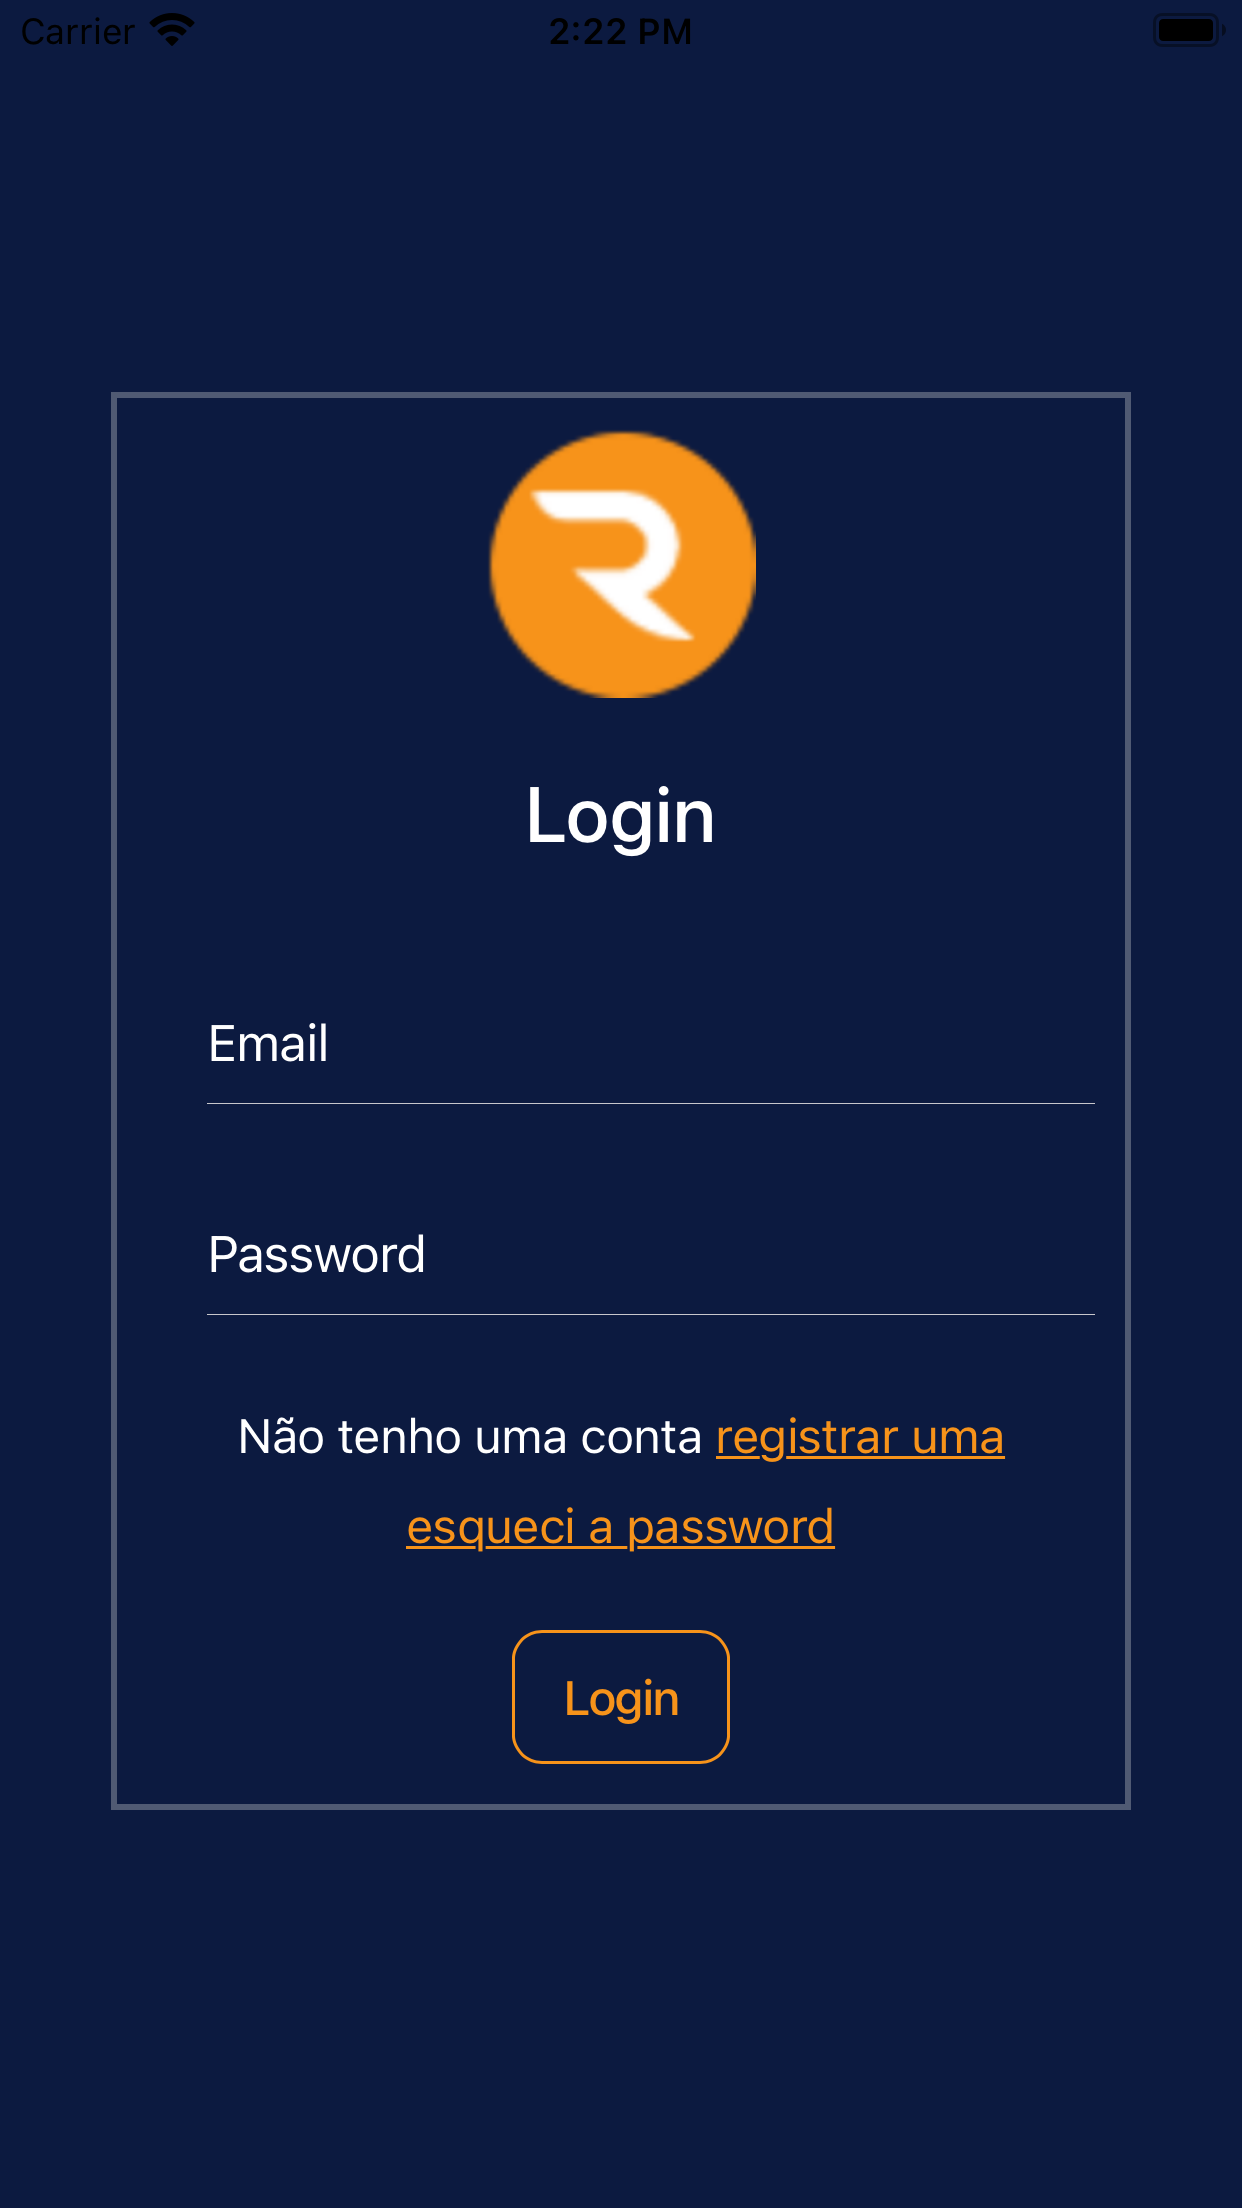 Carrier 2:22 PM
R
Login
Email
Password
Não tenho uma conta registrar uma
esqueci a password
Login